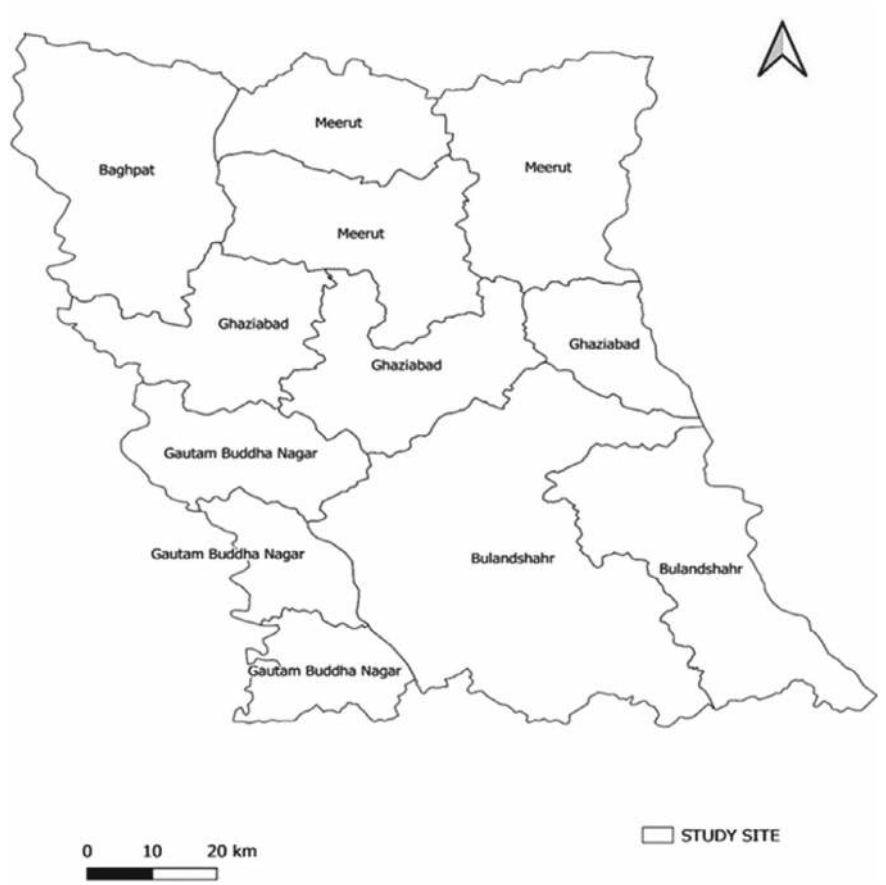 Meerut
Baghpat
Meerut
Meerut
Ghaziabad
Ghaziabad
Ghaziabad
Gautam Buddha Nagar
Gautam Buddha Nagar
Bulandshahr
Bulandshahr
Gautam Buddha Nagar
STUDY SITE
0 10 20 km